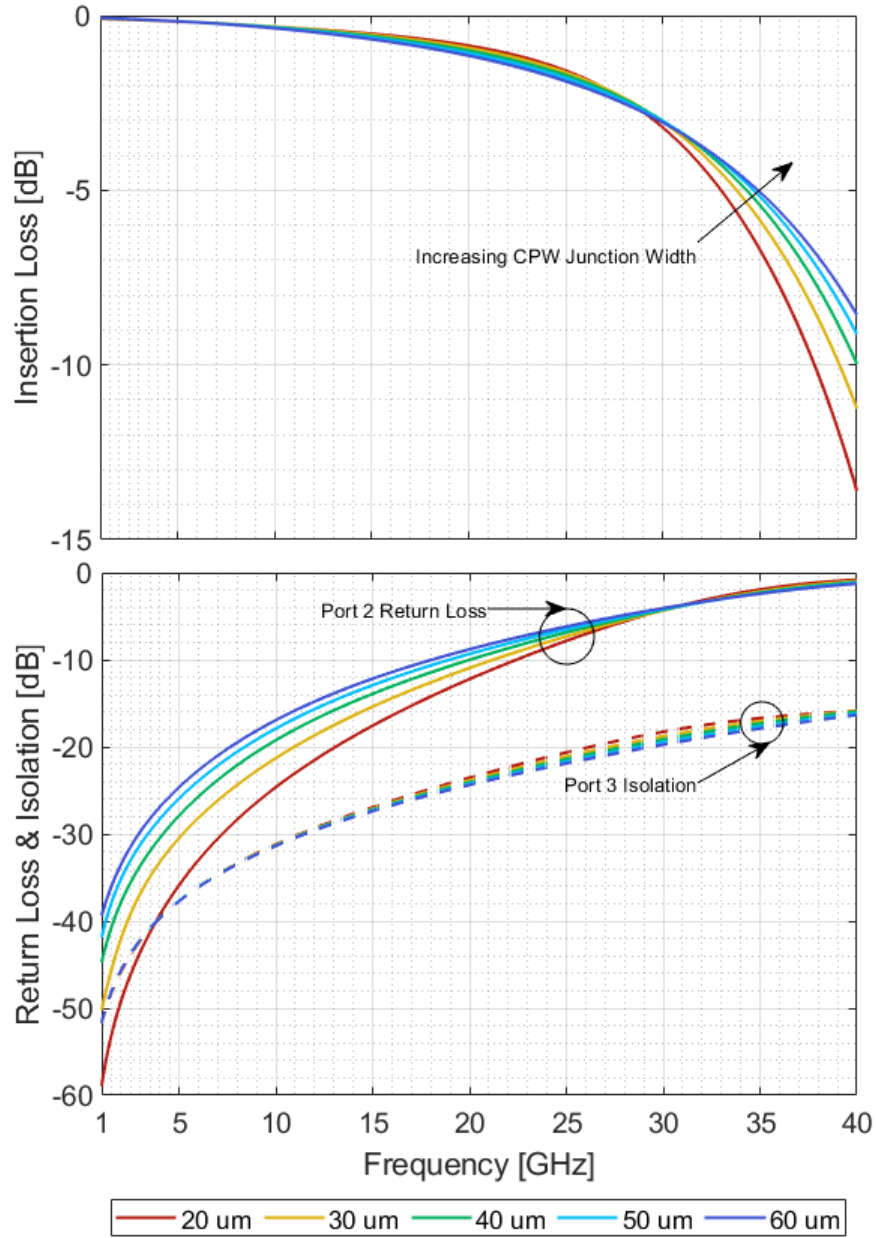 0
-5
-10
-15
Insertion Loss [dB]
Increasing CPW Junction Width
0
-10
-20
-30
-40
-50
-60
Return Loss & Isolation [dB]
Port 2 Return Loss
Port 3 Isolation
1 5 10 15 20 25 30 35 40
Frequency [GHz]
20 um 30 um 40 um 50 um 60 um